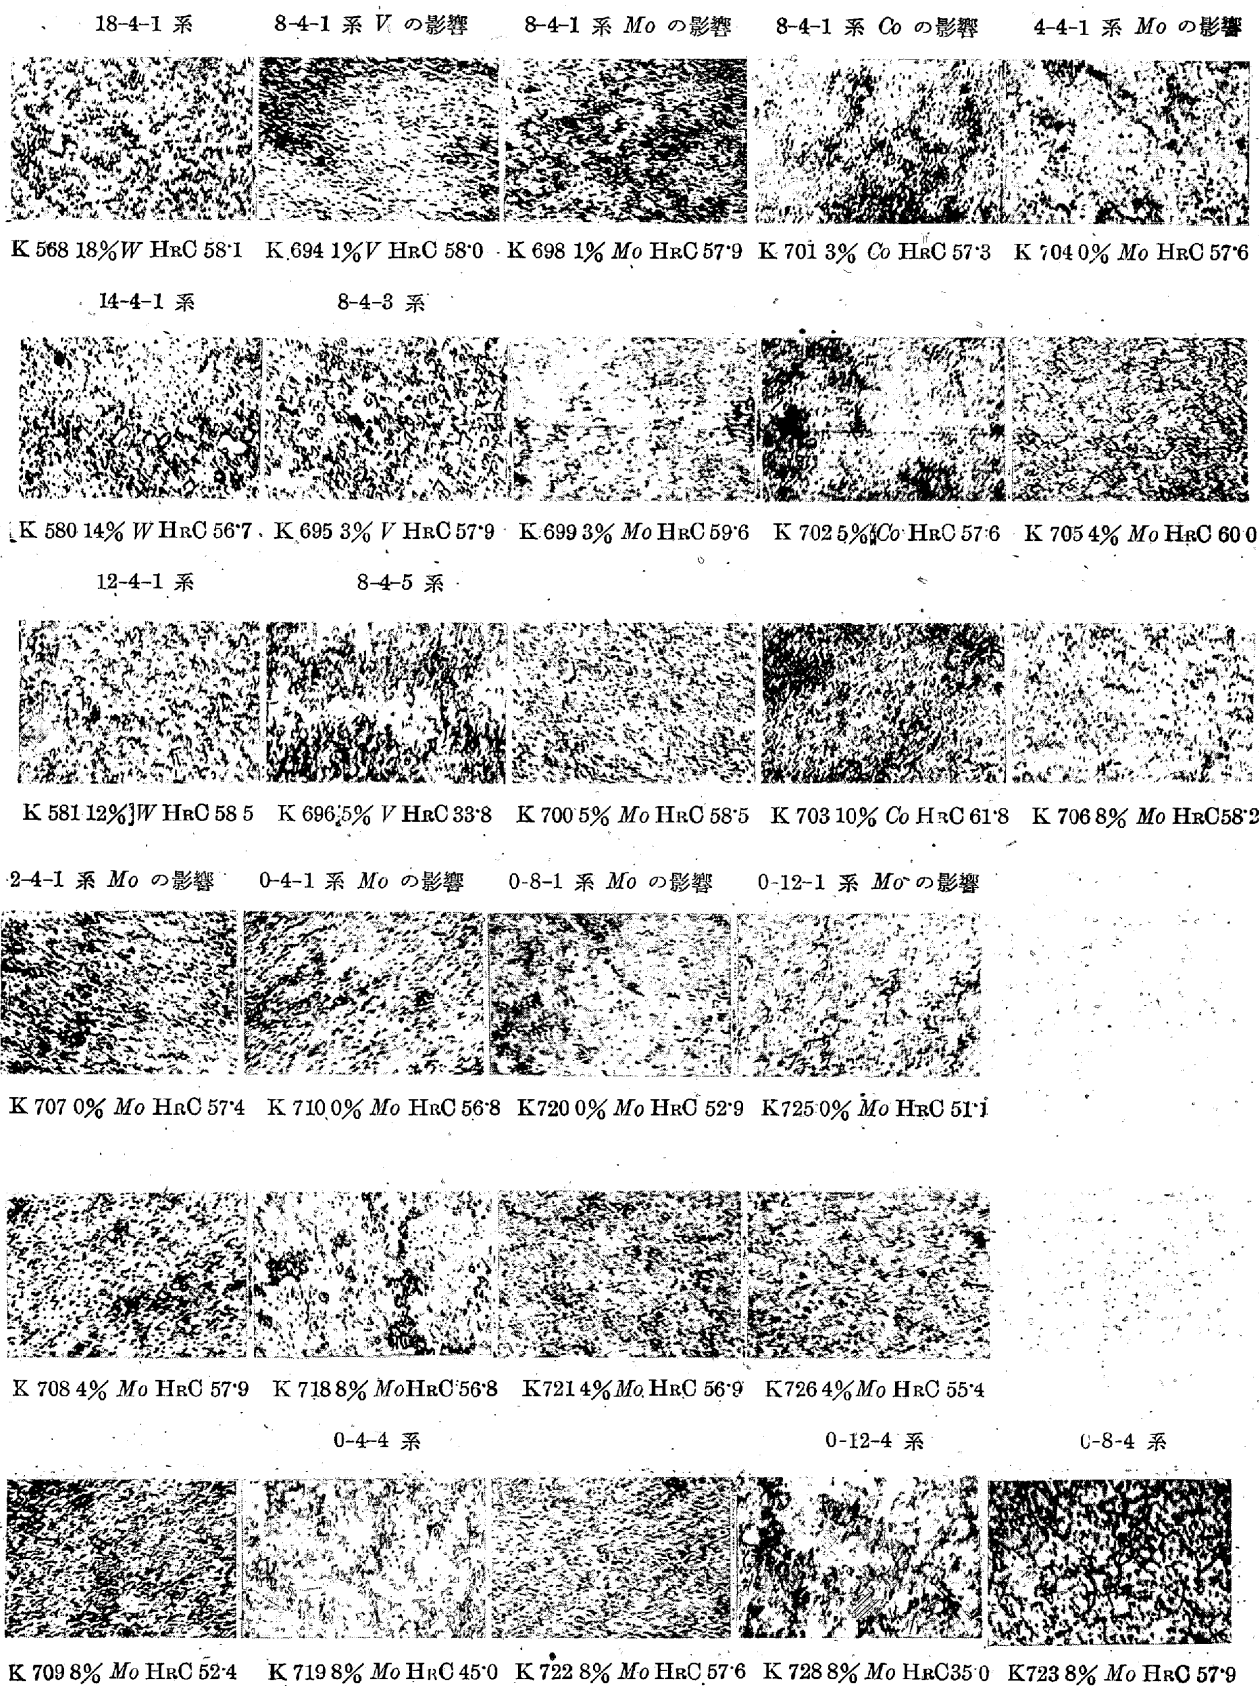 18-4-1 系 8-4-1 系 V の影響 8-4-1 系 Mo の影響 8-4-1 系 Co の影響 4-4-1 系 Mo の影響
K 568 18% W HRC 58·1 K 694 1% V HRC 58·0 K 698 1% Mo HRC 57·9 K 701 3% Co HRC 57·3 K 704 0% Mo HRC 57·6
14-4-1 系 8-4-3 系
K 580 14% W HRC 56·7 K 695 3% V HRC 57·9 K 699 3% Mo HRC 59·6 K 702 5% Co HRC 57·6 K 705 4% Mo HRC 60·0
12-4-1 系 8-4-5 系
K 581 12% W HRC 58·5 K 696 5% V HRC 33·8 K 700 5% Mo HRC 58·5 K 703 10% Co HRC 61·8 K 706 8% Mo HRC 58·2
2-4-1 系 Mo の影響 0-4-1 系 Mo の影響 0-8-1 系 Mo の影響 0-12-1 系 Mo の影響
K 707 0% Mo HRC 57·4 K 710 0% Mo HRC 56·8 K720 0% Mo HRC 52·9 K725 0% Mo HRC 51·1
K 708 4% Mo HRC 57·9 K 718 8% Mo HRC 56·8 K721 4% Mo HRC 56·9 K726 4% Mo HRC 55·4
0-4-4 系 0-12-4 系 0-8-4 系
K 709 8% Mo HRC 52·4 K 719 8% Mo HRC 45·0 K 722 8% Mo HRC 57·6 K 728 8% Mo HRC 35·0 K723 8% Mo HRC 57·9